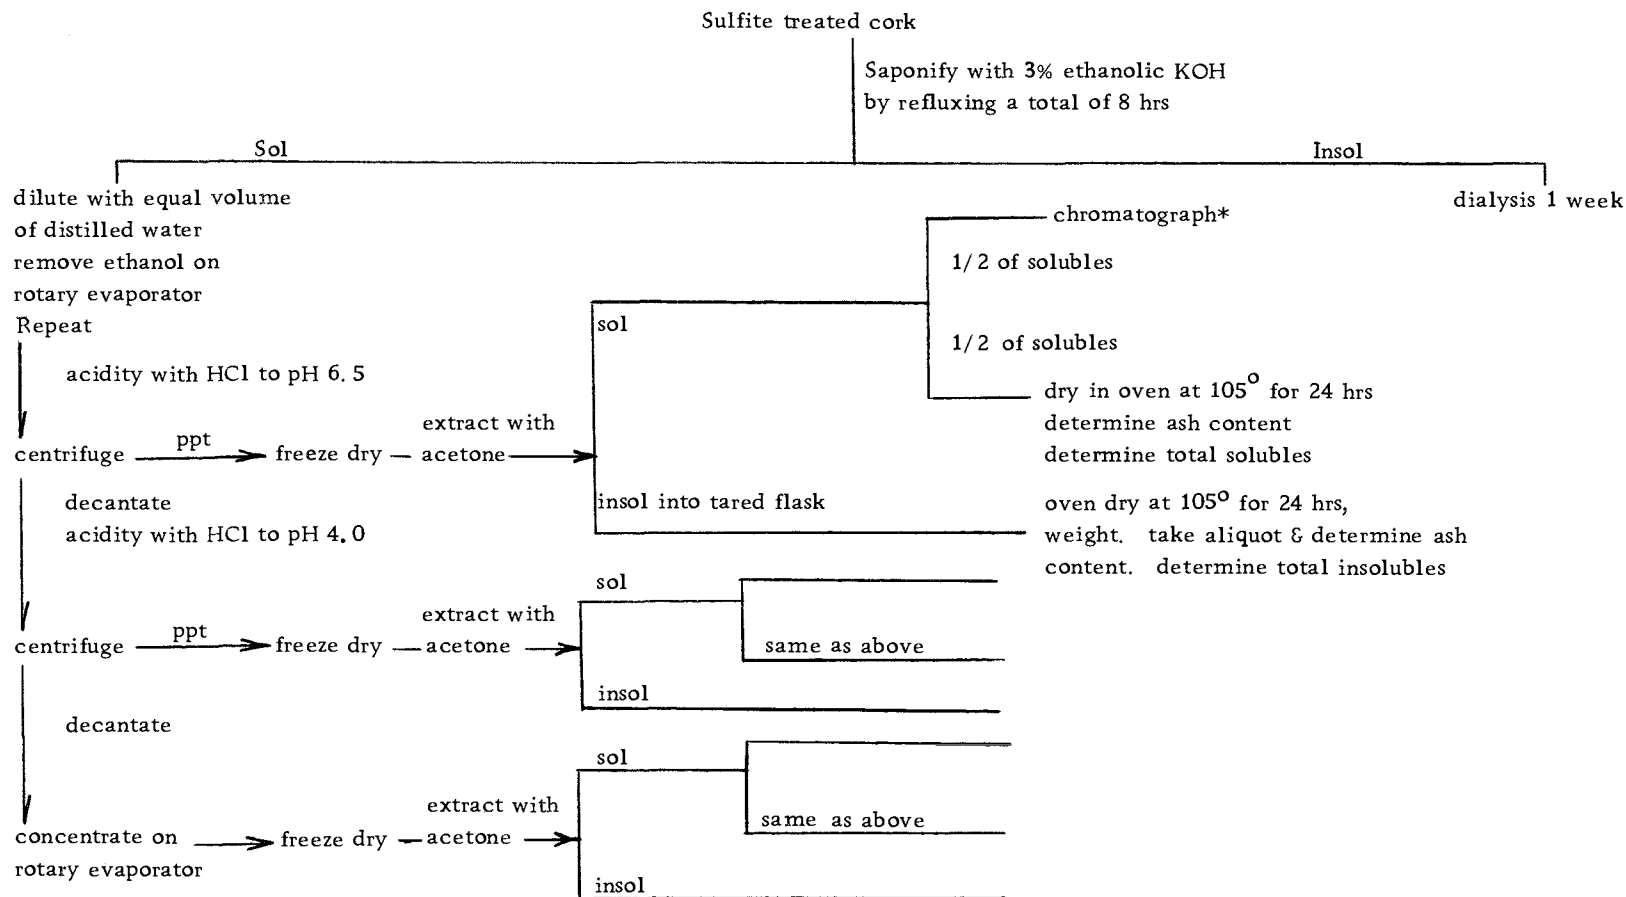 Sulfite treated cork
Saponify with 3% ethanolic KOH
by refluxing a total of 8 hrs
Sol
Insol
dilute with equal volume
of distilled water
remove ethanol on
rotary evaporator
Repeat
dialysis 1 week
chromatograph*
1/2 of solubles
sol
1/2 of solubles
acidity with HCl to pH 6.5
dry in oven at 105° for 24 hrs
determine ash content
determine total solubles
centrifuge
ppt
freeze dry
extract with
acetone
decantate
acidity with HCl to pH 4.0
insol into tared flask
oven dry at 105° for 24 hrs,
weight. take aliquot & determine ash
content. determine total insolubles
sol
centrifuge
ppt
freeze dry
extract with
acetone
same as above
insol
decantate
sol
concentrate on
rotary evaporator
freeze dry
extract with
acetone
same as above
insol